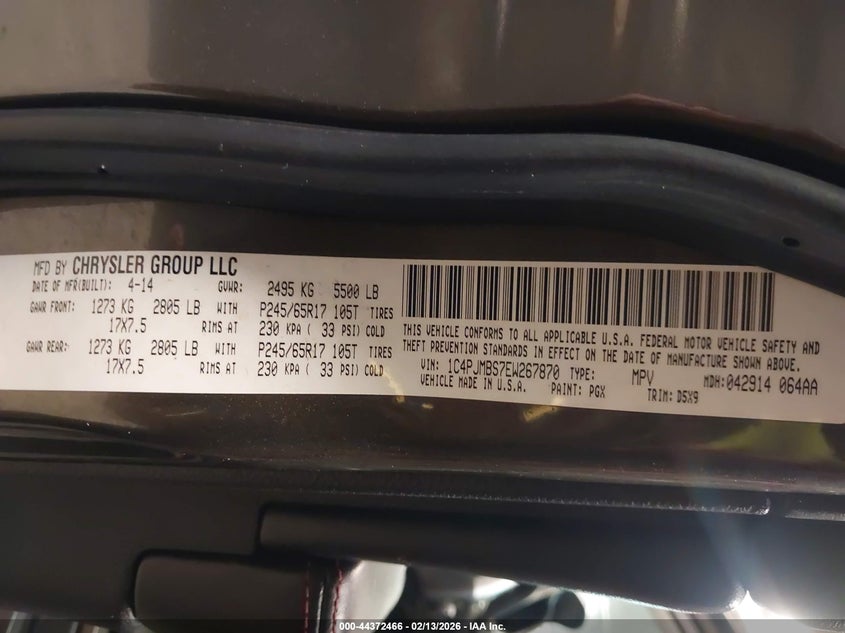 MFD BY CHRYSLER GROUP LLC
DATE OF MFR(BUILT): 4-14 GVWR: 2495 KG 5500 LB
GAWR FRONT: 1273 KG 2805 LB WITH P245/65R17 105T TIRES
17X7.5 RIMS AT 230 KPA ( 33 PSI) COLD
GAWR REAR: 1273 KG 2805 LB WITH P245/65R17 105T TIRES
17X7.5 RIMS AT 230 KPA ( 33 PSI) COLD
THIS VEHICLE CONFORMS TO ALL APPLICABLE U.S.A. FEDERAL MOTOR VEHICLE SAFETY AND
THEFT PREVENTION STANDARDS IN EFFECT ON THE DATE OF MANUFACTURE SHOWN ABOVE.
VIN: 1C4PJMBS7EW267870 TYPE: MPV MDH: 042914 064AA
VEHICLE MADE IN U.S.A. PAINT: PGX TRIM: D5X9
000-44372466 - 02/13/2026 - IAA Inc.